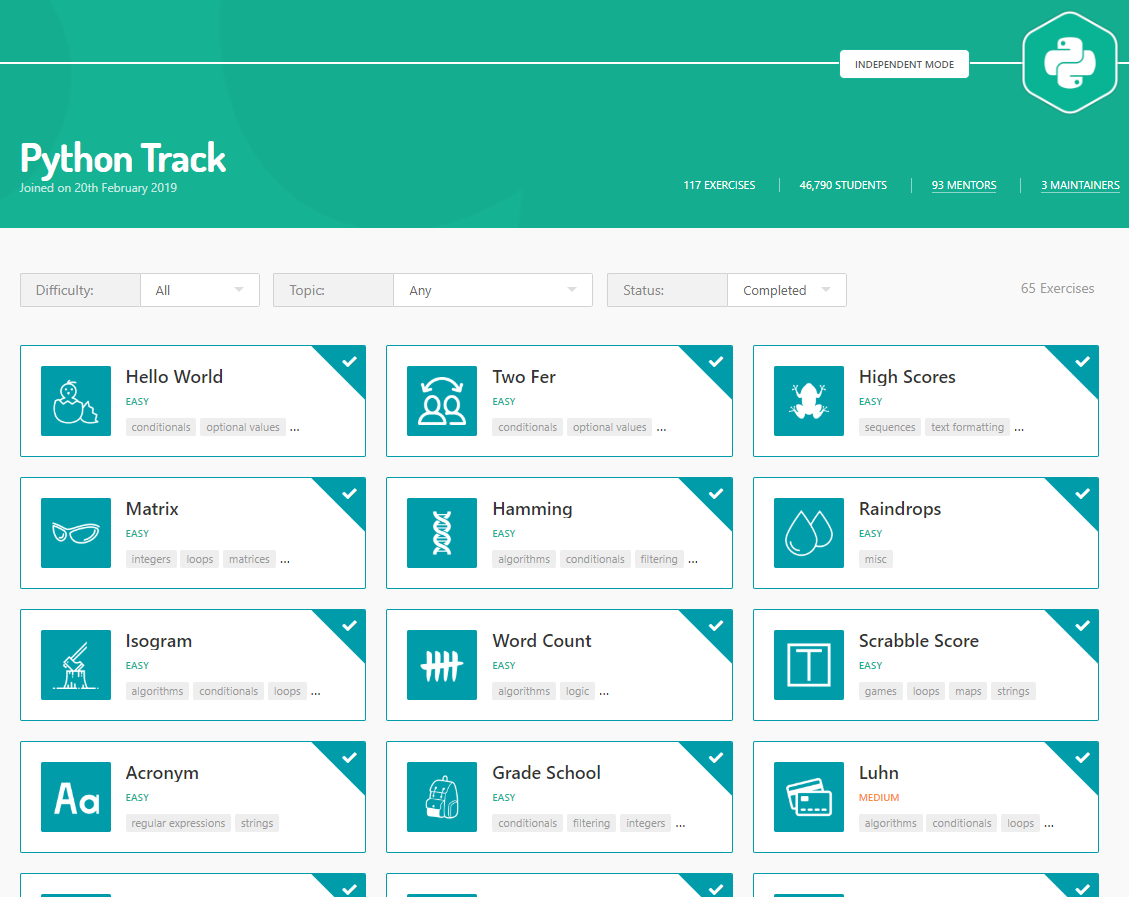 INDEPENDENT MODE
Python Track
Joined on 20th February 2019
117 EXERCISES 46,790 STUDENTS 93 MENTORS 3 MAINTAINERS
Difficulty: All Topic: Any Status: Completed 65 Exercises
Hello World
EASY
conditionals optional values ...
Two Fer
EASY
conditionals optional values ...
High Scores
EASY
sequences text formatting ...
Matrix
EASY
integers loops matrices ...
Hamming
EASY
algorithms conditionals filtering ...
Raindrops
EASY
misc
Isogram
EASY
algorithms conditionals loops ...
Word Count
EASY
algorithms logic ...
Scrabble Score
EASY
games loops maps strings
T
Aa
Acronym
EASY
regular expressions strings
Grade School
EASY
conditionals filtering integers ...
Luhn
MEDIUM
algorithms conditionals loops ...